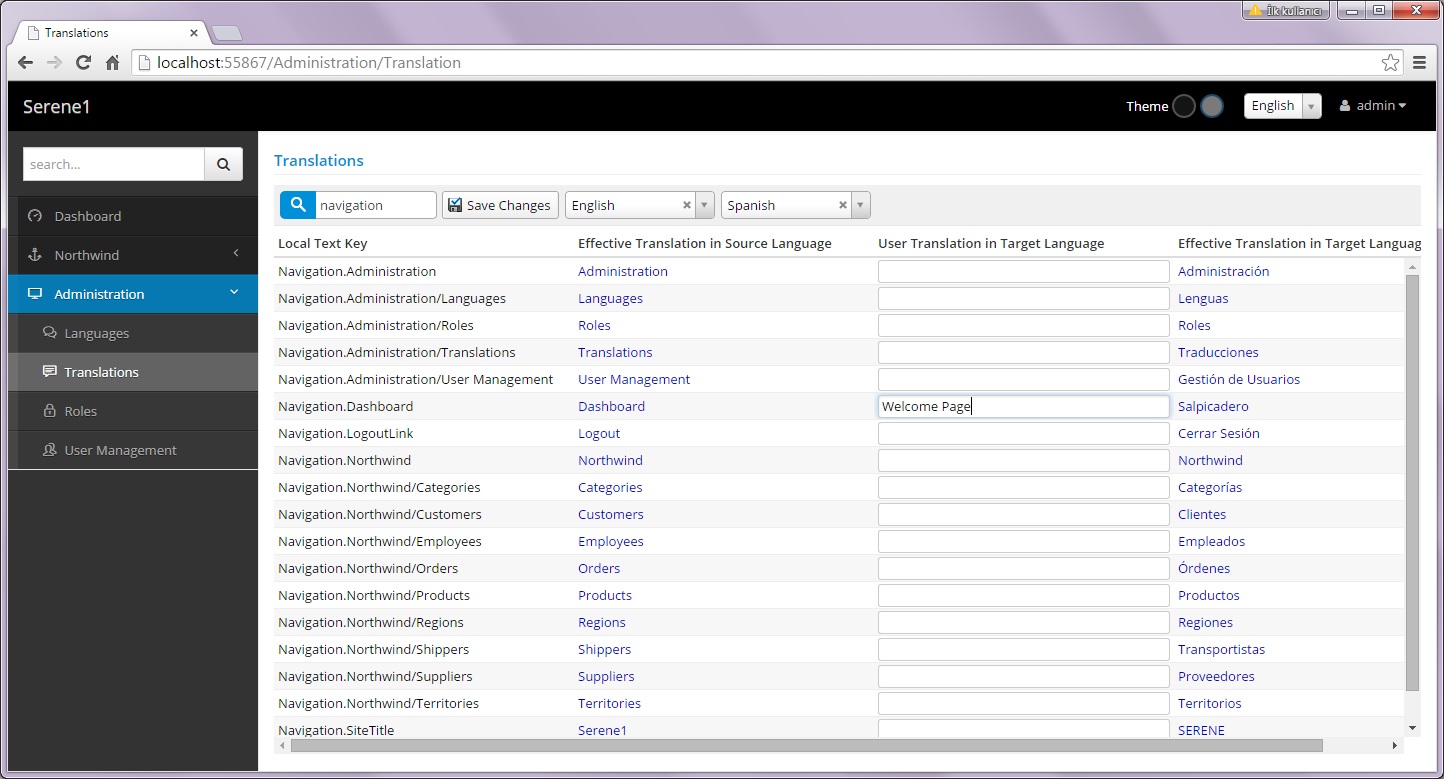 İlk kullanıcı
Translations
localhost:55867/Administration/Translation
Serene1
Theme English admin
search...
Dashboard
Northwind
Administration
Languages
Translations
Roles
User Management
Translations
navigation Save Changes English Spanish
Local Text Key Effective Translation in Source Language User Translation in Target Language Effective Translation in Target Languag
Navigation.Administration Administration Administración
Navigation.Administration/Languages Languages Lenguas
Navigation.Administration/Roles Roles Roles
Navigation.Administration/Translations Translations Traducciones
Navigation.Administration/User Management User Management Gestión de Usuarios
Navigation.Dashboard Dashboard Welcome Page Salpicadero
Navigation.LogoutLink Logout Cerrar Sesión
Navigation.Northwind Northwind Northwind
Navigation.Northwind/Categories Categories Categorías
Navigation.Northwind/Customers Customers Clientes
Navigation.Northwind/Employees Employees Empleados
Navigation.Northwind/Orders Orders Órdenes
Navigation.Northwind/Products Products Productos
Navigation.Northwind/Regions Regions Regiones
Navigation.Northwind/Shippers Shippers Transportistas
Navigation.Northwind/Suppliers Suppliers Proveedores
Navigation.Northwind/Territories Territories Territorios
Navigation.SiteTitle Serene1 SERENE